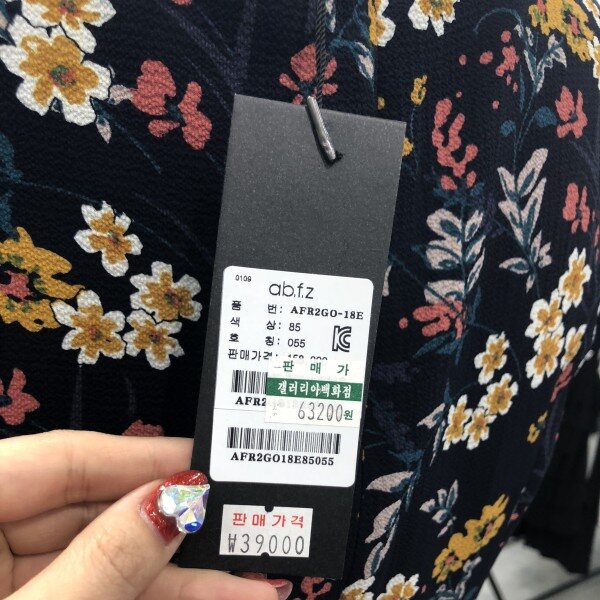 0109
ab.f.z
품 번: AFR2GO-18E
색 상: 85
호 칭: 055
판매가격:
판 매 가
갤러리아백화점
63200원
AFR2GO18E85055
판매가격
₩39000